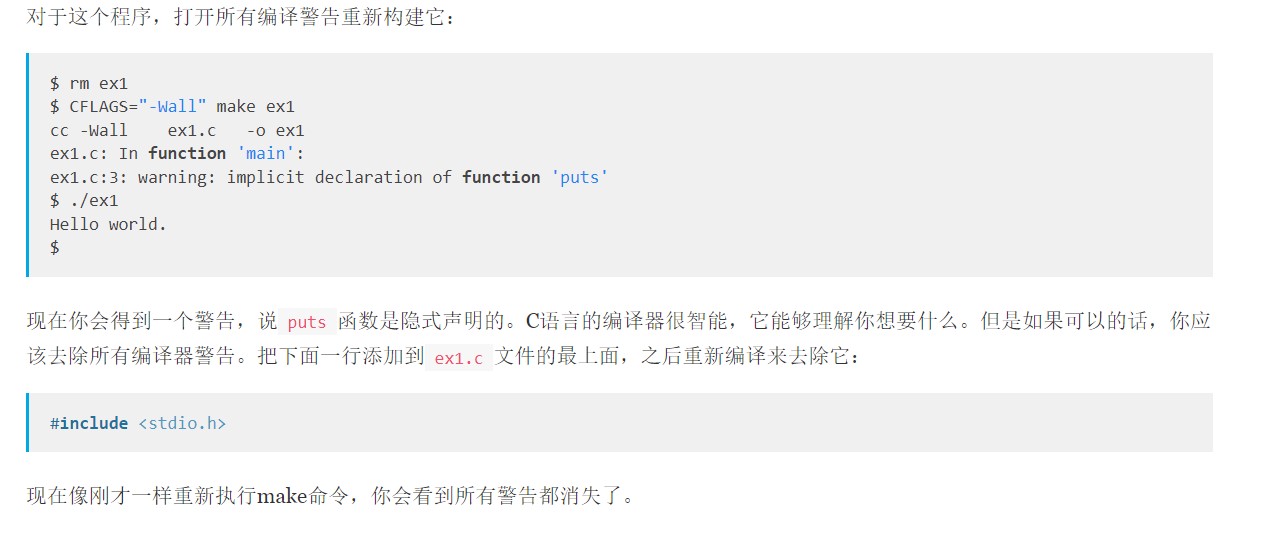 对于这个程序，打开所有编译警告重新构建它：
$ rm ex1
$ CFLAGS="-Wall" make ex1
cc -Wall    ex1.c   -o ex1
ex1.c: In function 'main':
ex1.c:3: warning: implicit declaration of function 'puts'
$ ./ex1
Hello world.
$
现在你会得到一个警告，说 puts 函数是隐式声明的。C语言的编译器很智能，它能够理解你想要什么。但是如果可以的话，你应
该去除所有编译器警告。把下面一行添加到 ex1.c 文件的最上面，之后重新编译来去除它：
#include <stdio.h>
现在像刚才一样重新执行make命令，你会看到所有警告都消失了。